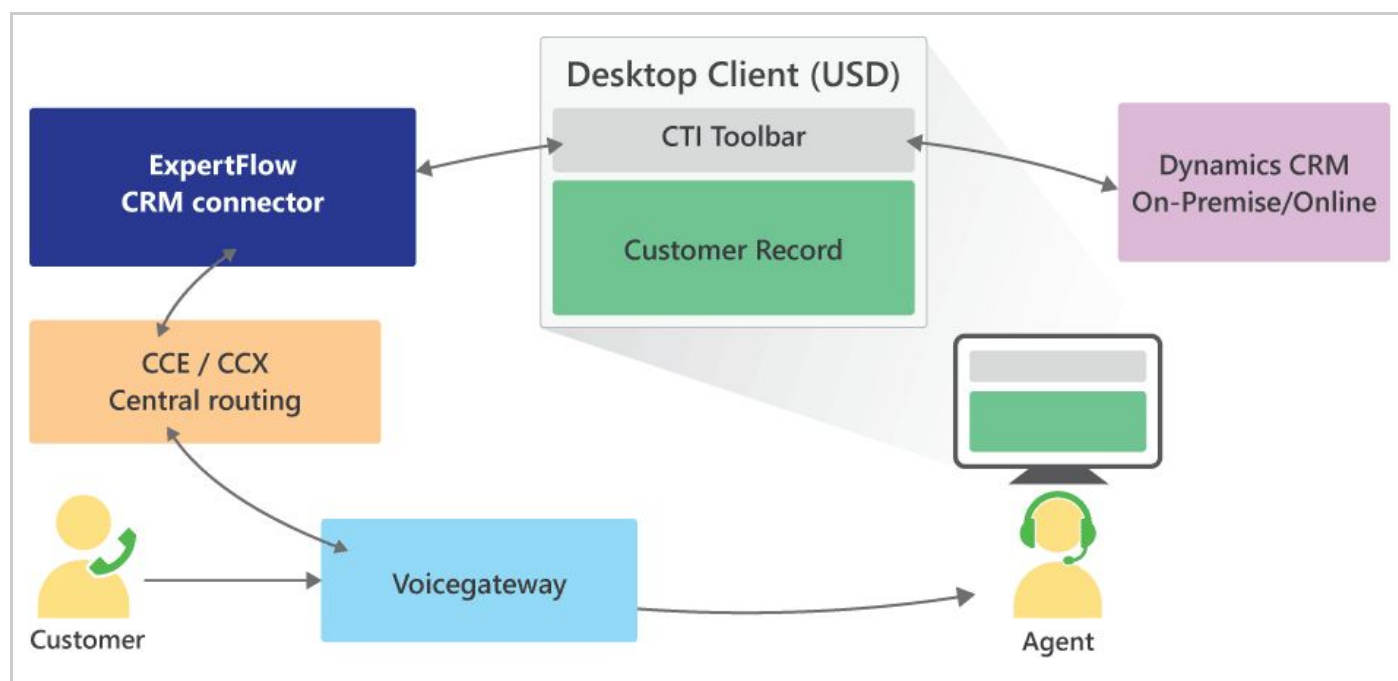 Desktop Client (USD)
CTI Toolbar
Customer Record
ExpertFlow
CRM connector
Dynamics CRM
On-Premise/Online
CCE / CCX
Central routing
Voicegateway
Customer
Agent